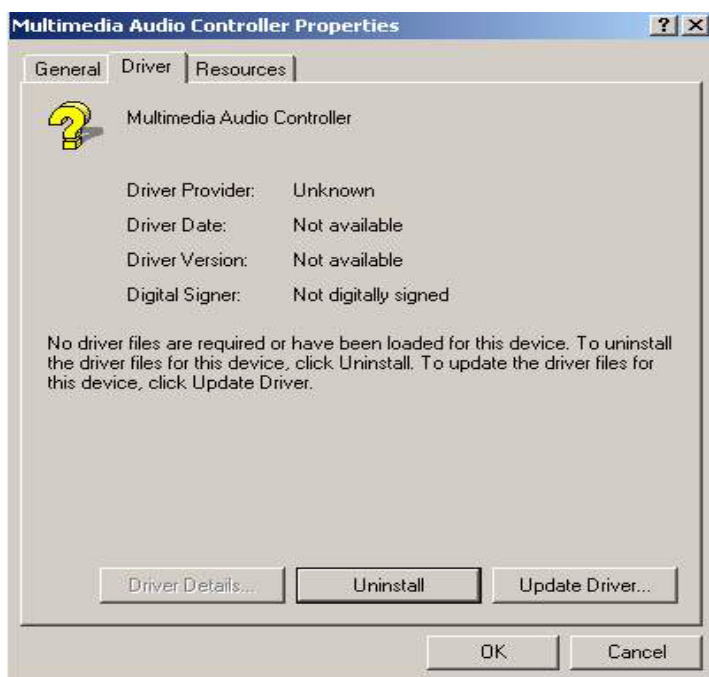 Multimedia Audio Controller Properties
General Driver Resources
Multimedia Audio Controller
Driver Provider: Unknown
Driver Date: Not available
Driver Version: Not available
Digital Signer: Not digitally signed
No driver files are required or have been loaded for this device. To uninstall
the driver files for this device, click Uninstall. To update the driver files for
this device, click Update Driver.
Driver Details... Uninstall Update Driver...
OK Cancel